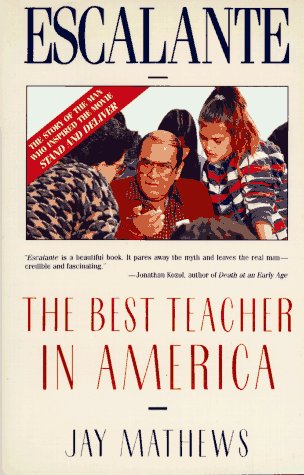 ESCALANTE
THE STORY OF THE MAN
WHO INSPIRED THE MOVIE
STAND AND DELIVER
"Escalante is a beautiful book. It pares away the myth and leaves the real man—
credible and fascinating."
—Jonathan Kozol, author of Death at an Early Age
THE BEST TEACHER
IN AMERICA
JAY MATHEWS